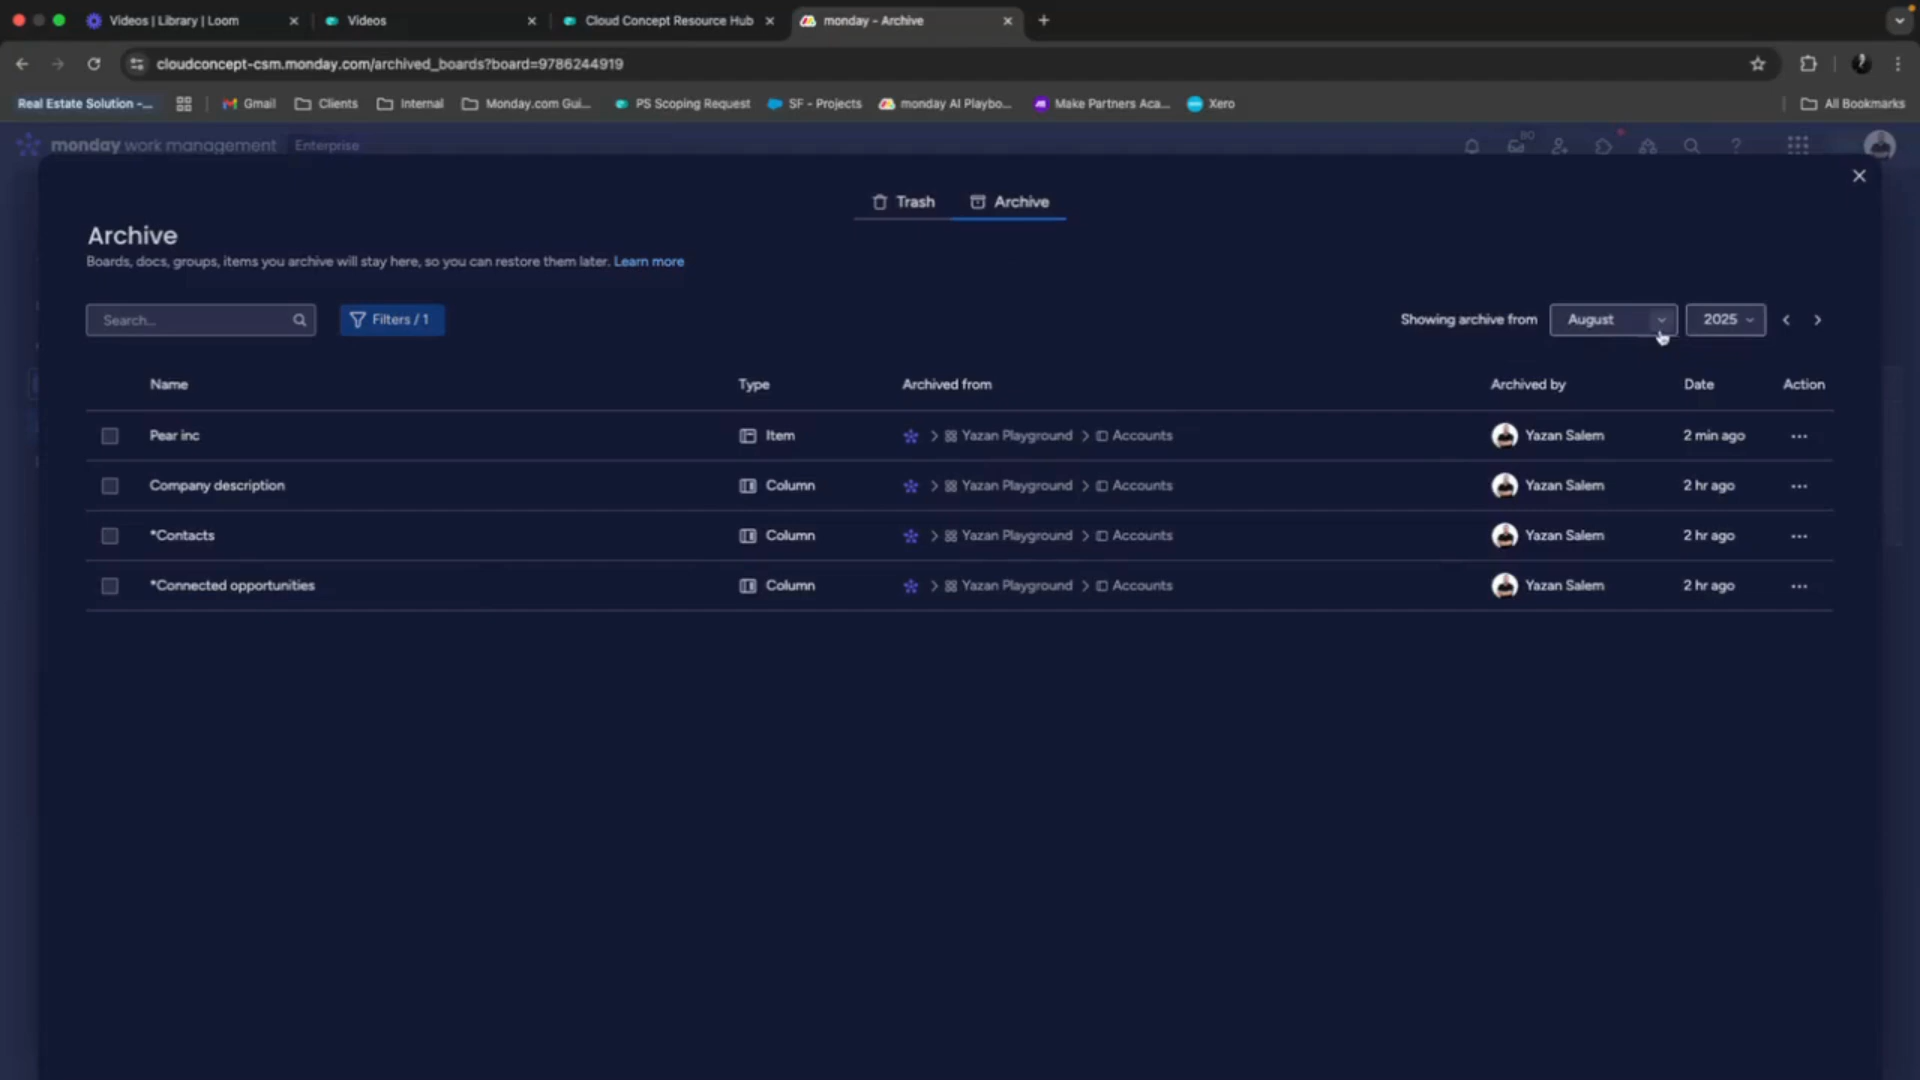 Videos | Library | Loom
Videos
Cloud Concept Resource Hub
monday - Archive
cloudconcept-csm.monday.com/archived_boards?board=9786244919
Real Estate Solution -...
Gmail
Clients
Internal
Monday.com Gui...
PS Scoping Request
SF - Projects
monday AI Playbo...
Make Partners Aca...
Xero
All Bookmarks
monday work management Enterprise
80
Trash
Archive
Archive
Boards, docs, groups, items you archive will stay here, so you can restore them later. Learn more
Search...
Filters / 1
Showing archive from
August
2025
Name Type Archived from Archived by Date Action
Pear inc Item > Yazan Playground > Accounts Yazan Salem 2 min ago ...
Company description Column > Yazan Playground > Accounts Yazan Salem 2 hr ago ...
*Contacts Column > Yazan Playground > Accounts Yazan Salem 2 hr ago ...
*Connected opportunities Column > Yazan Playground > Accounts Yazan Salem 2 hr ago ...